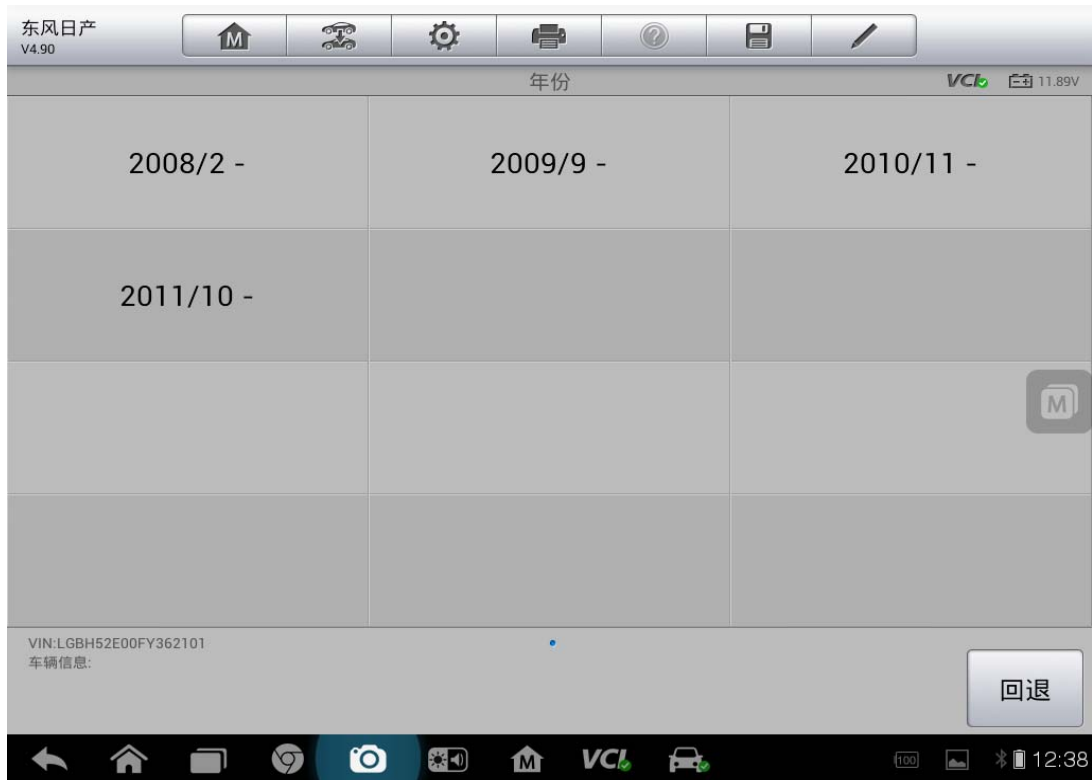 东风日产
V4.90
M
年份
VCI
11.89V
2008/2 -
2009/9 -
2010/11 -
2011/10 -
M
VIN:LGBH52E00FY362101
车辆信息:
回退
M
VCI
100
12:38